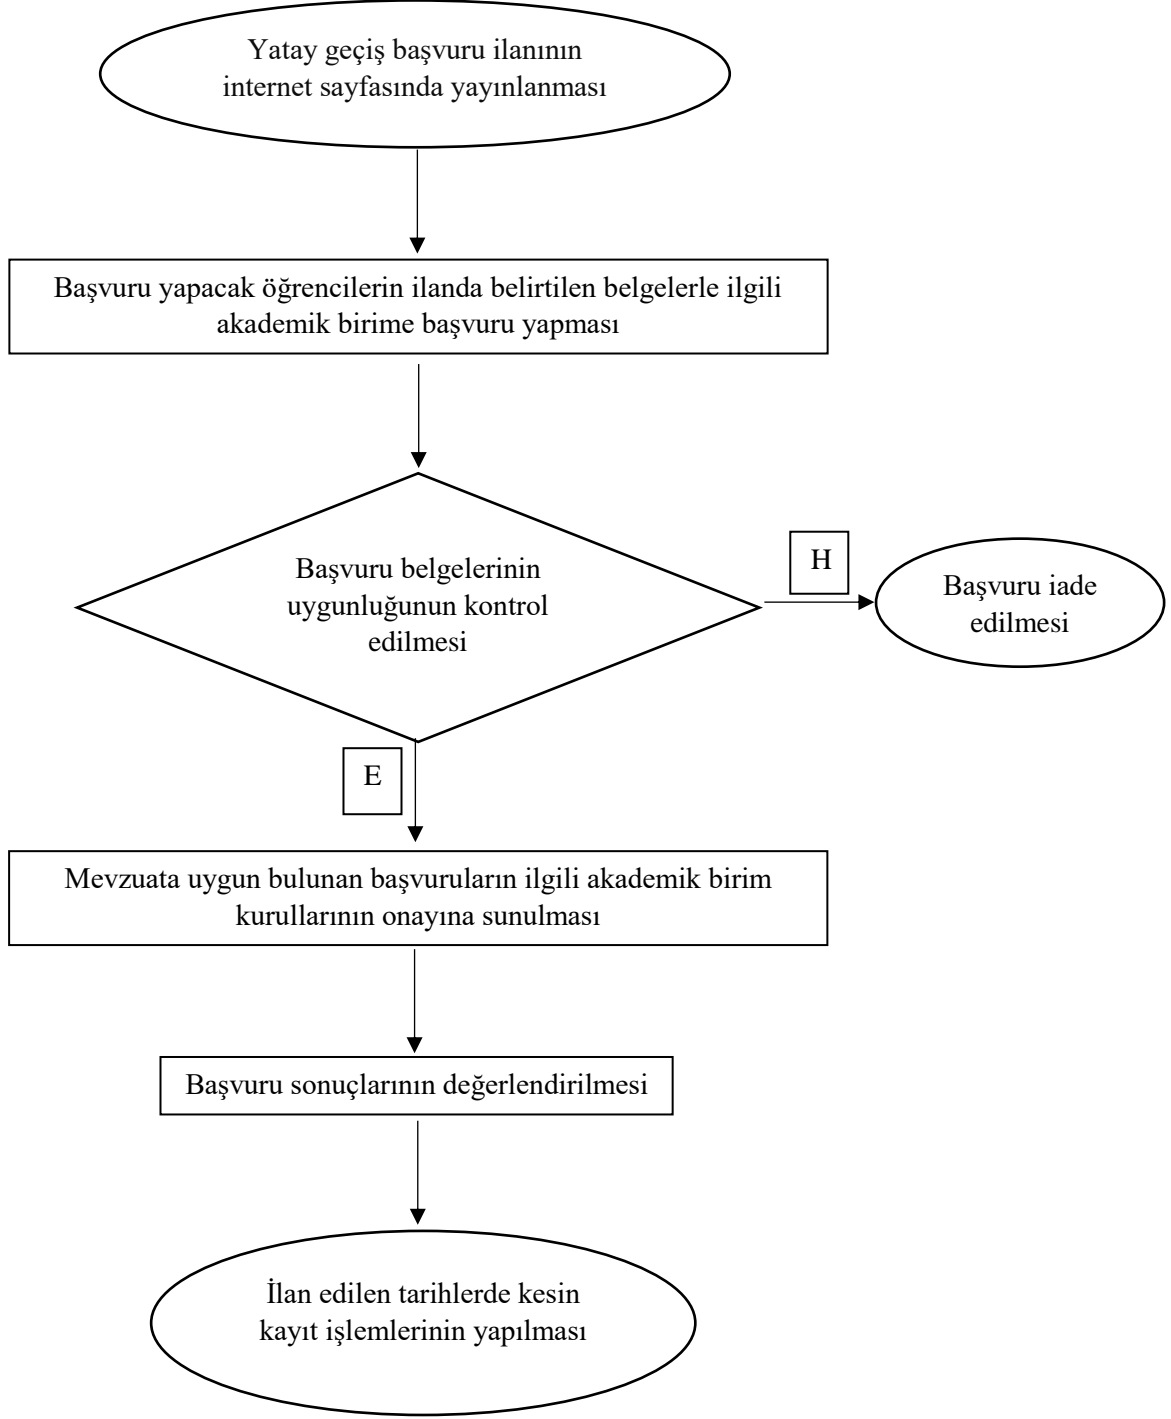 Yatay geçiş başvuru ilanının
internet sayfasında yayınlanması
Başvuru yapacak öğrencilerin ilanda belirtilen belgelerle ilgili
akademik birime başvuru yapması
Başvuru belgelerinin
uygunluğunun kontrol
edilmesi
H
Başvuru iade
edilmesi
E
Mevzuata uygun bulunan başvuruların ilgili akademik birim
kurullarının onayına sunulması
Başvuru sonuçlarının değerlendirilmesi
İlan edilen tarihlerde kesin
kayıt işlemlerinin yapılması